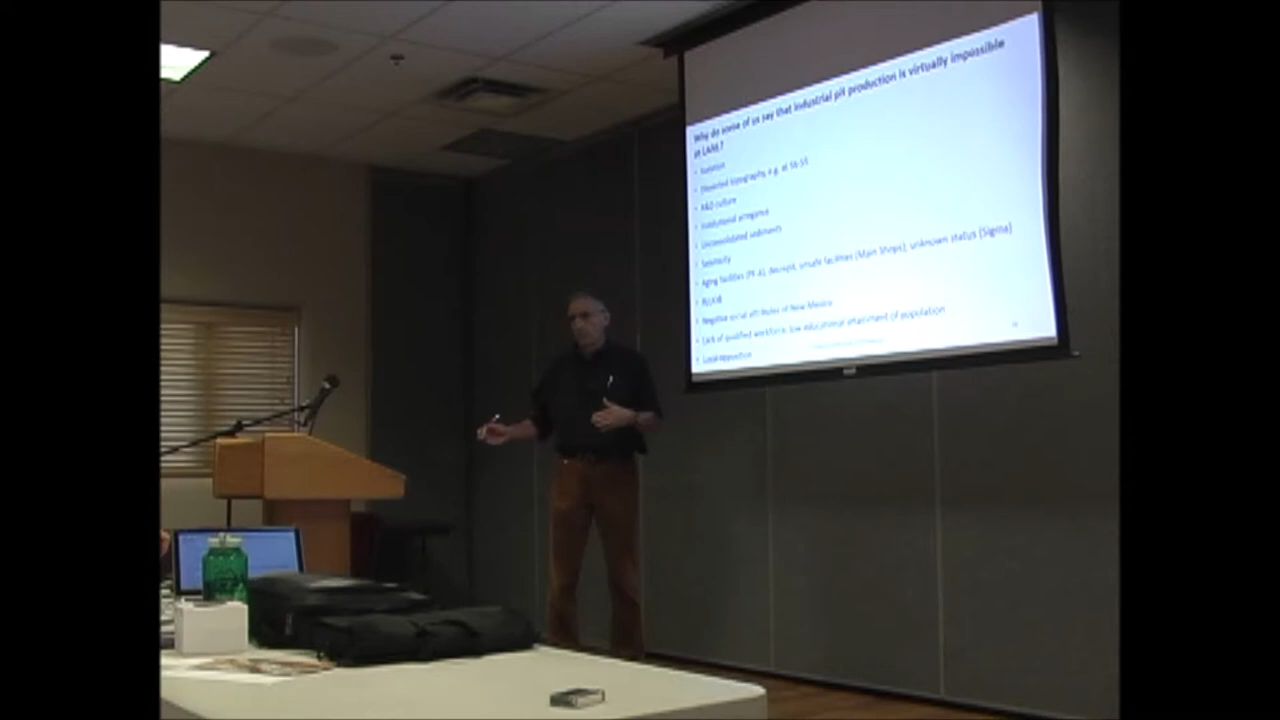 Why do some of us say that industrial pit production is virtually impossible
at LANL?
• Isolation
• Dissected topography, e.g. at TA-55
• R&D culture
• Institutional arrogance
• Unconsolidated sediments
• Seismicity
• Aging facilities (PF-4), decrepit, unsafe facilities (Main Shops), unknown status (Sigma)
• Negative social attributes of New Mexico
• Lack of qualified workforce; low educational attainment of population
• Local opposition